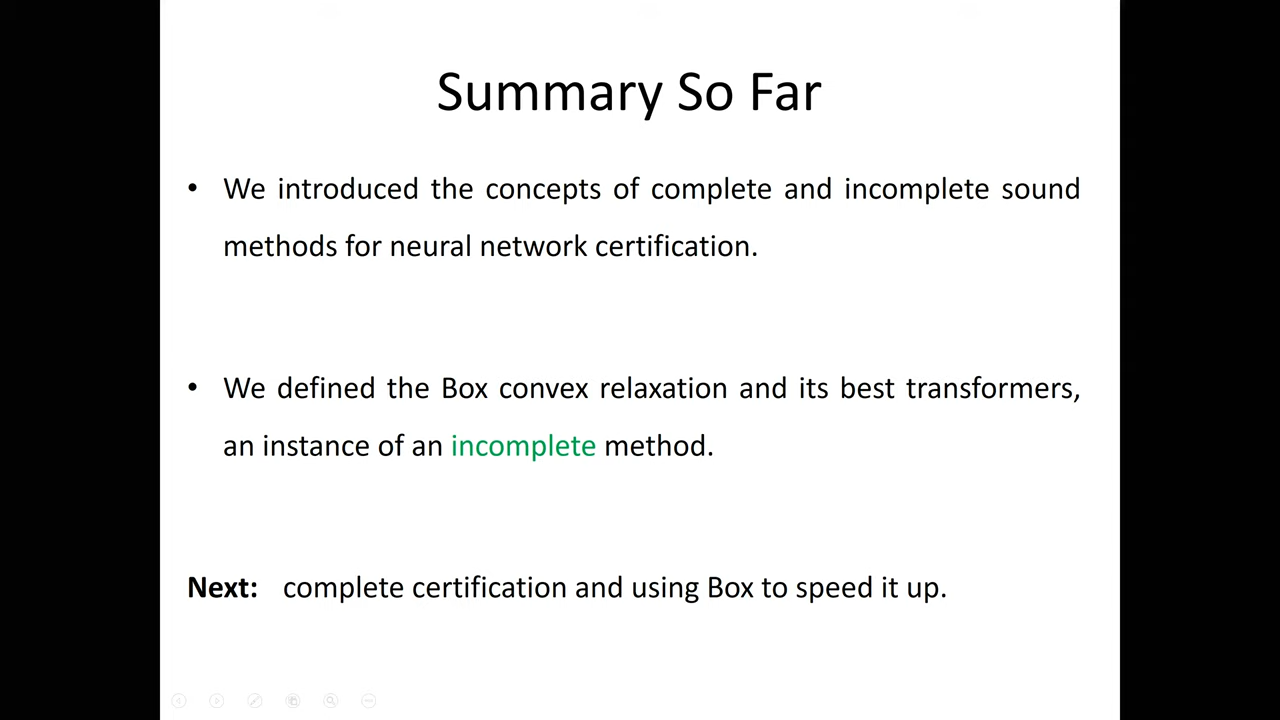 Summary So Far
• We introduced the concepts of complete and incomplete sound
methods for neural network certification.
• We defined the Box convex relaxation and its best transformers,
an instance of an incomplete method.
Next: complete certification and using Box to speed it up.